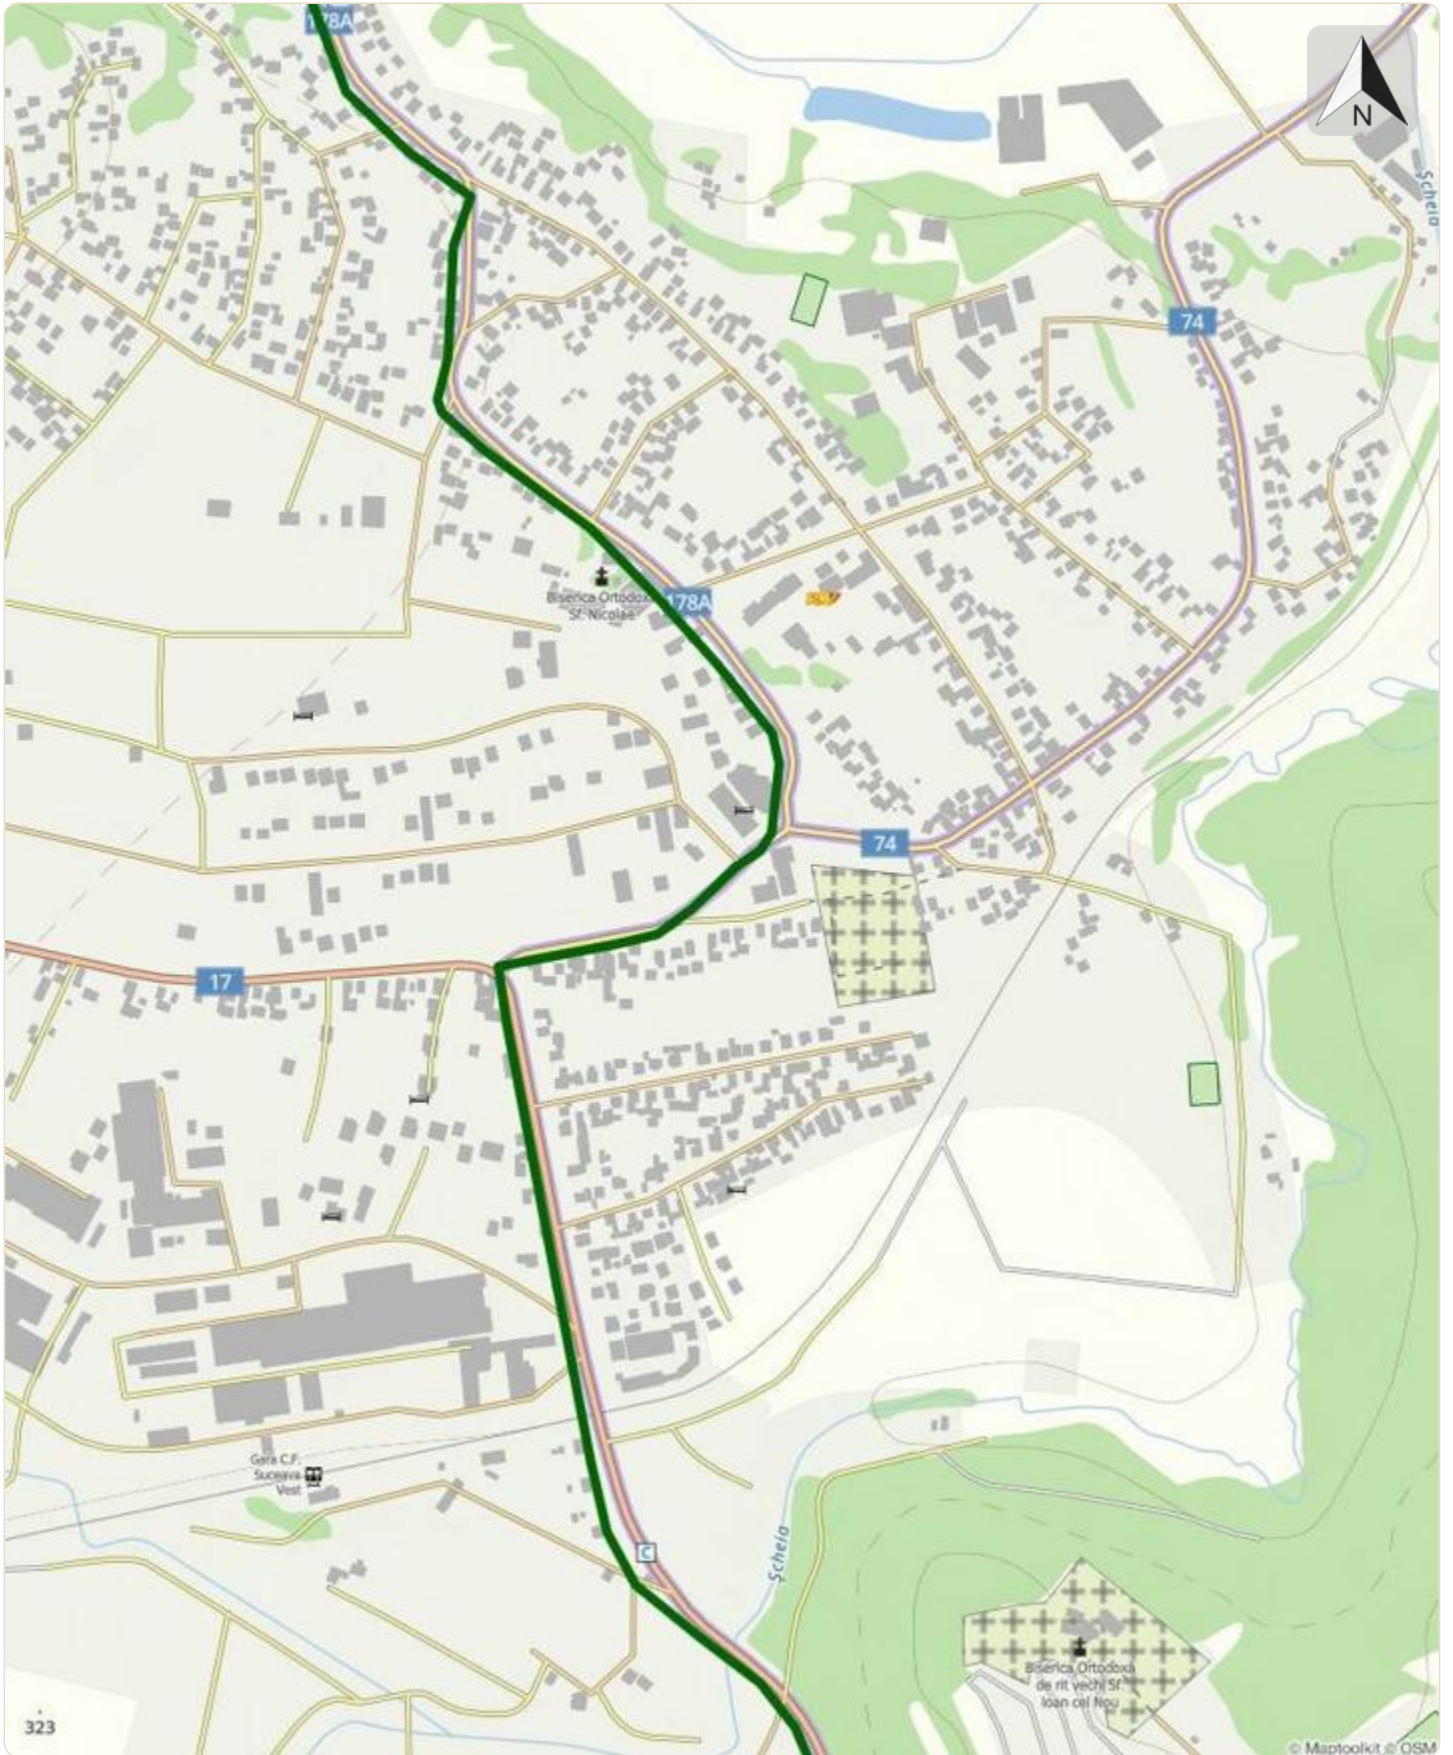 178A
N
Șcheia
74
Biserica Ortodoxă
Sf. Nicolae
178A
74
17
Gara C.F.
Suceava
Vest
C
Șcheia
Biserica Ortodoxă
de rit vechi Sf.
Ioan cel Nou
323
© Maptoolkit © OSM